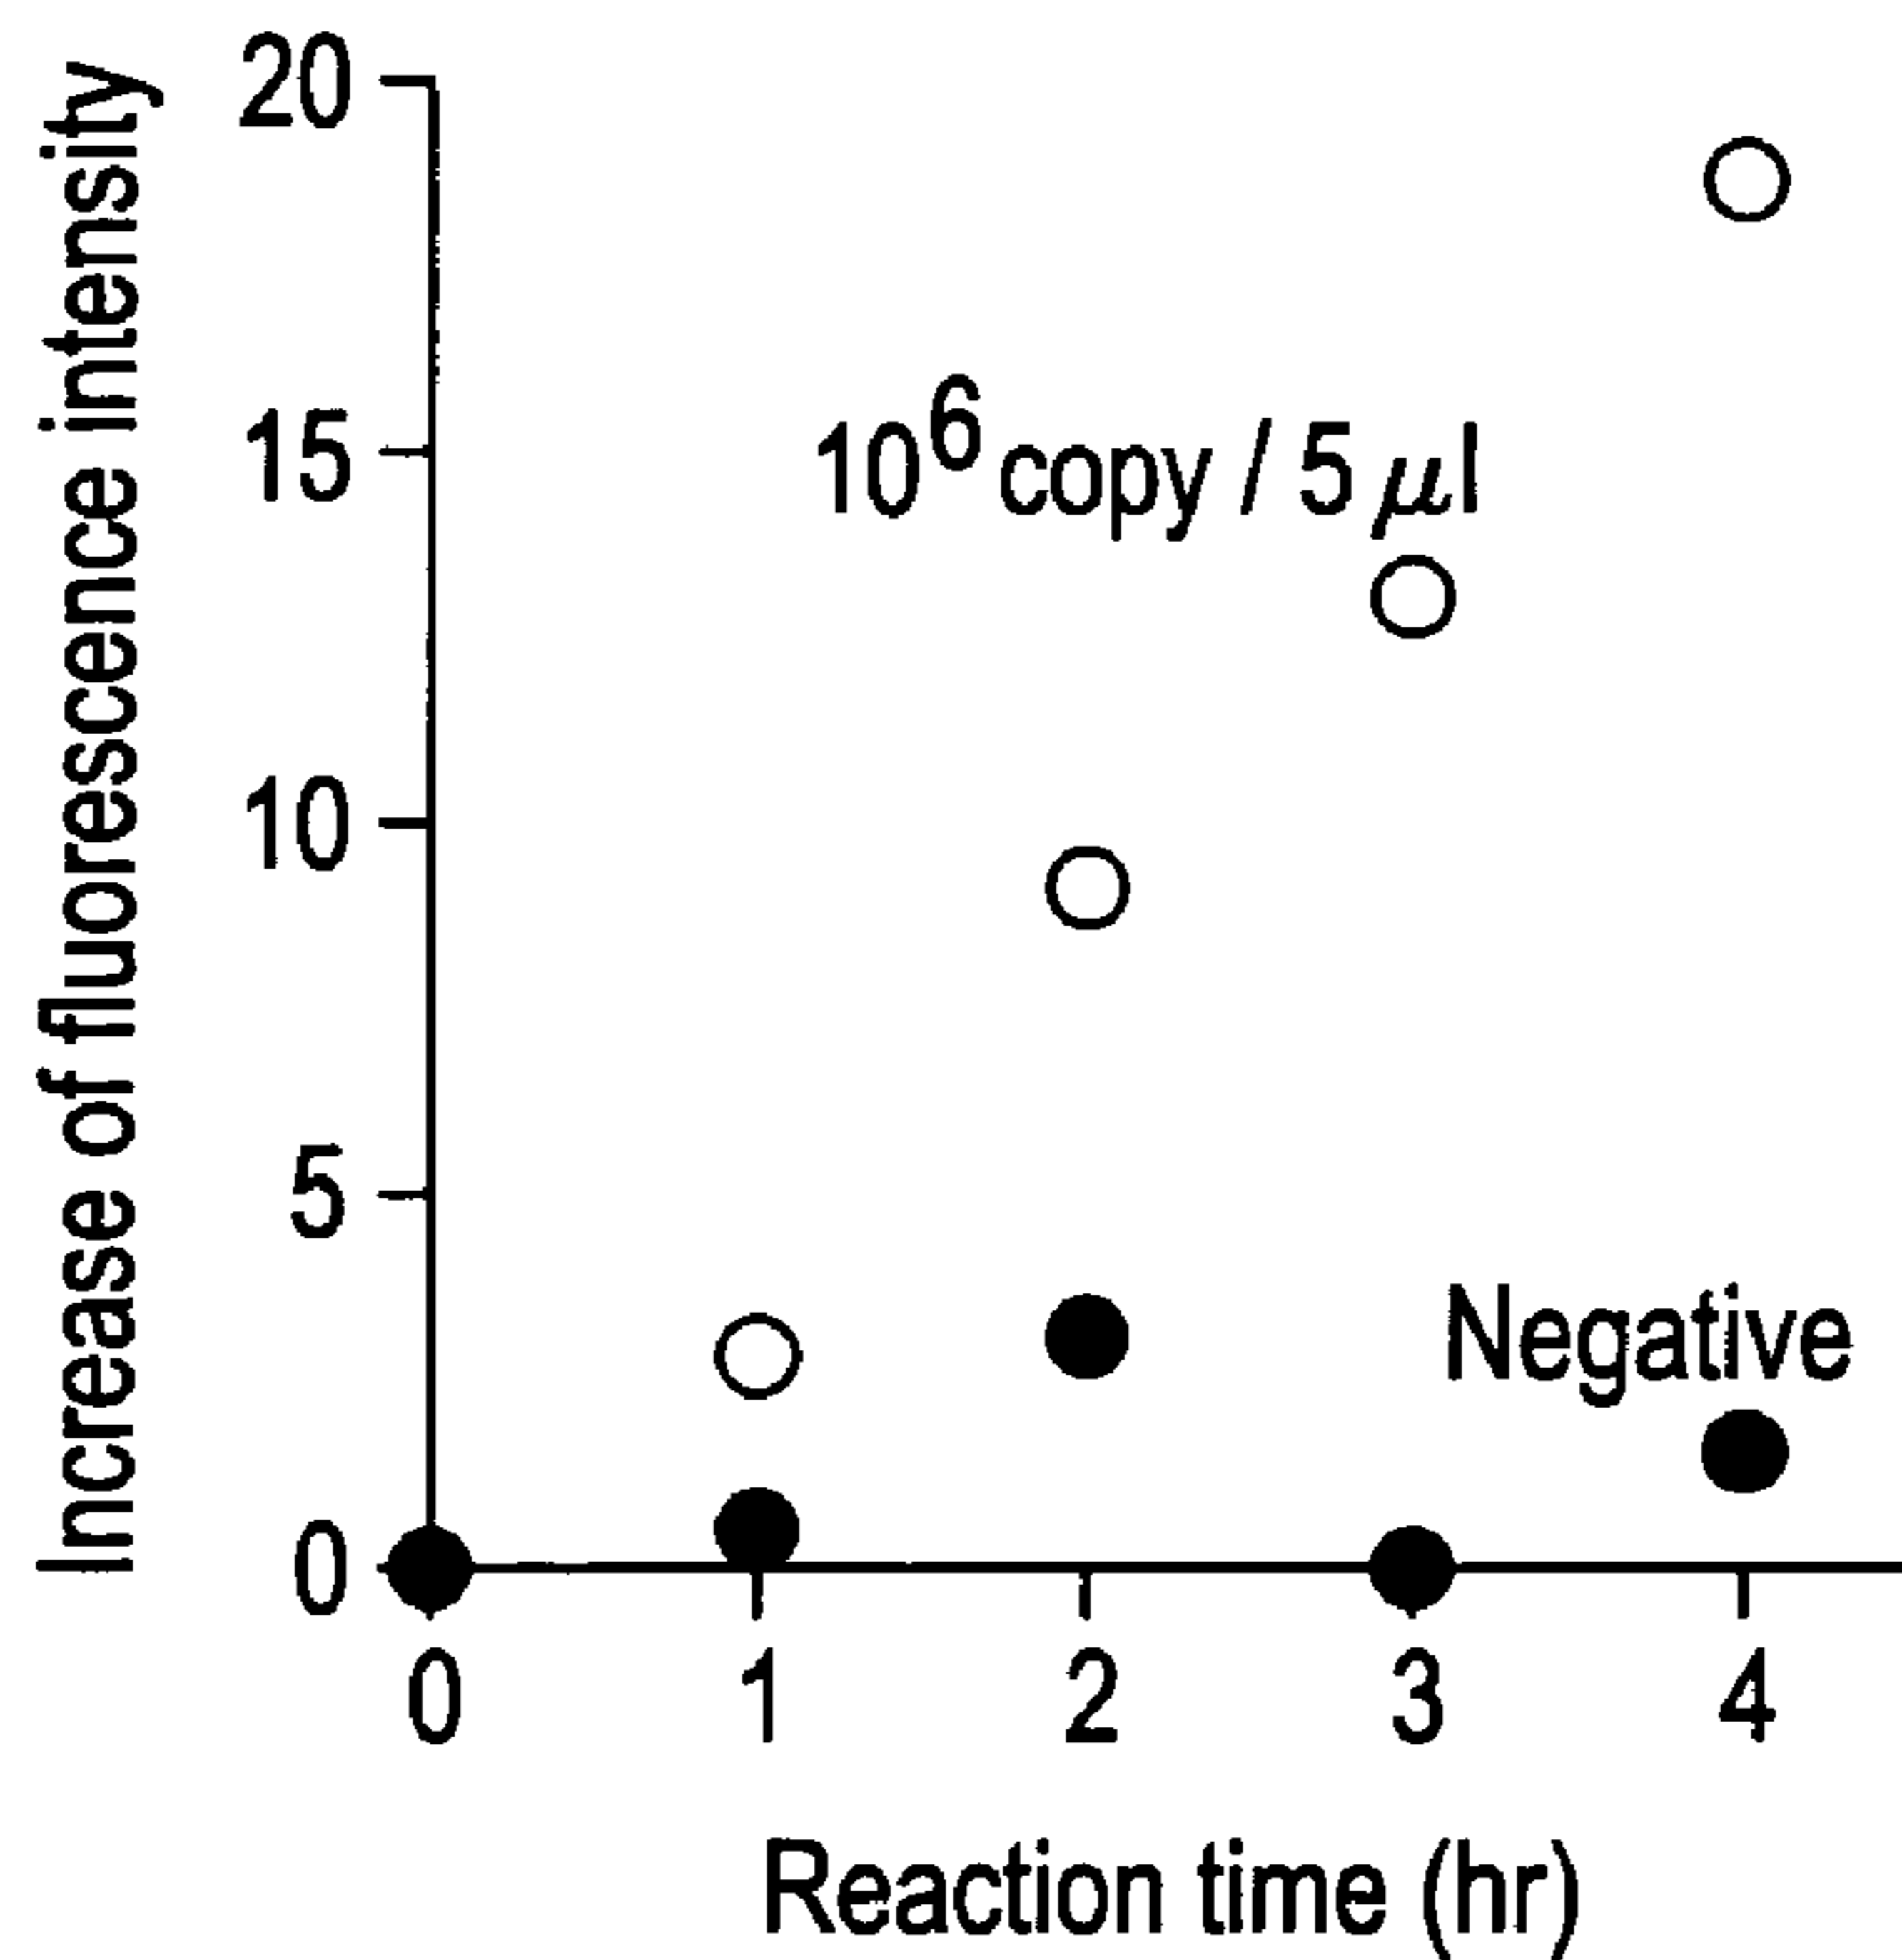 Increase of fluorescence intensity
20
15
10
5
0
10⁶ copy / 5 μl
Negative
0 1 2 3 4
Reaction time (hr)